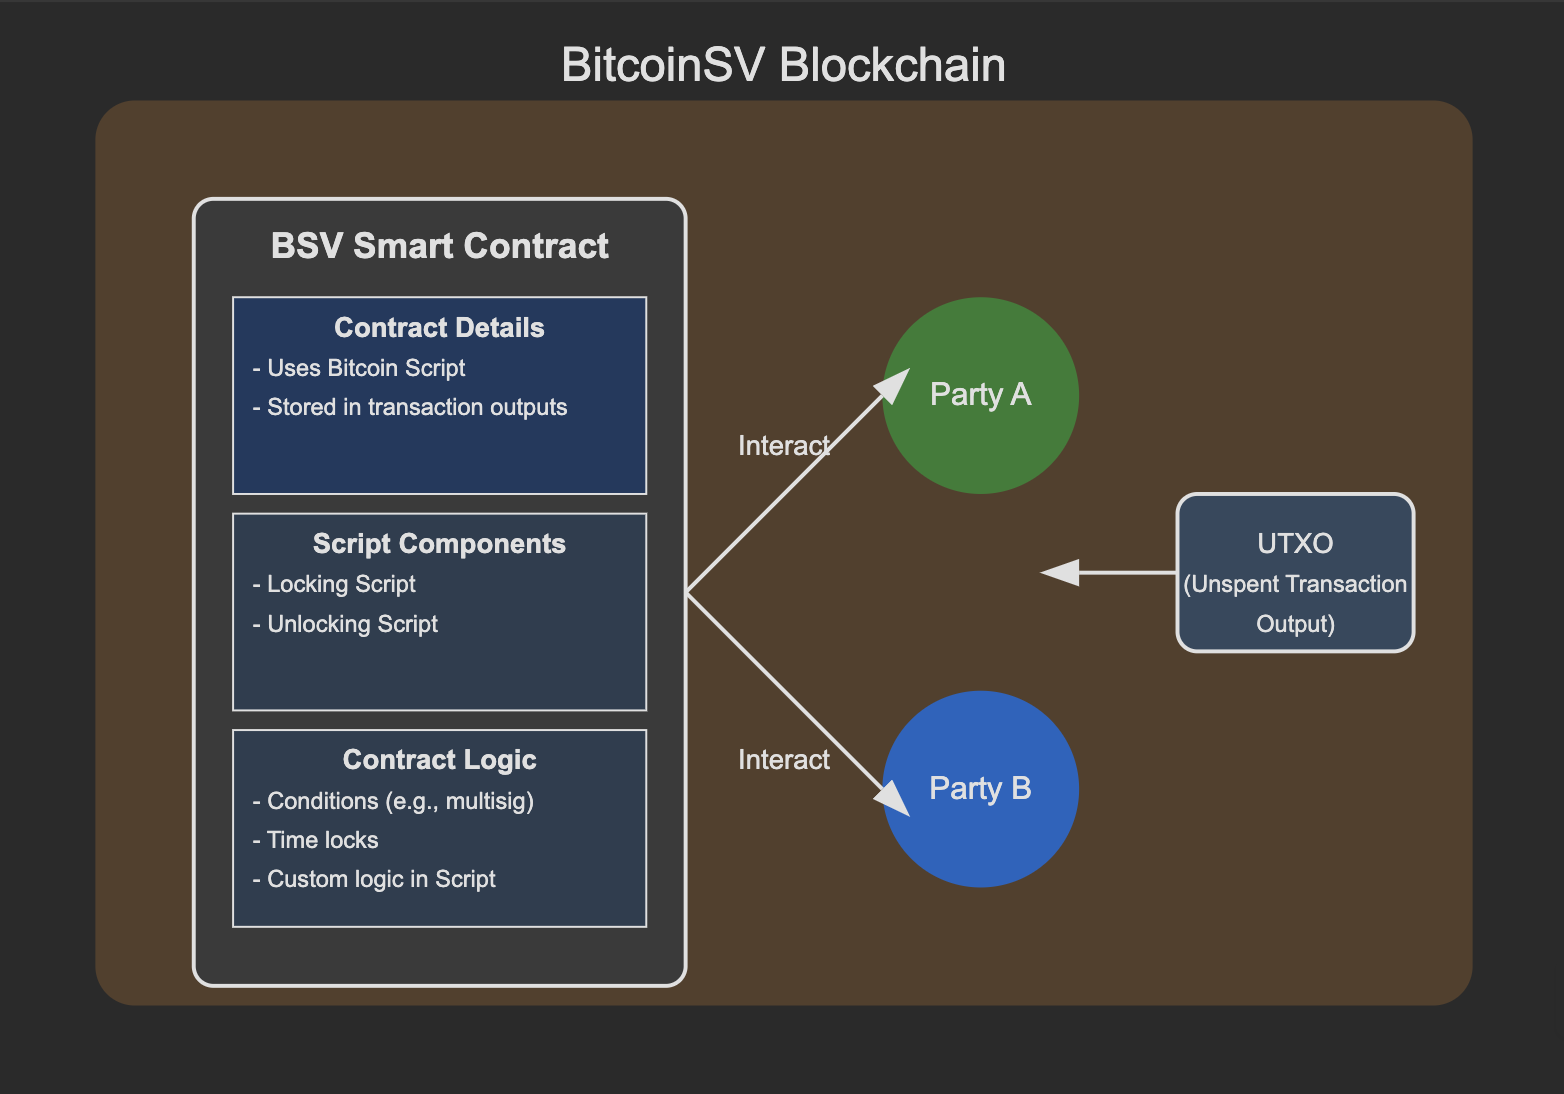 BitcoinSV Blockchain
BSV Smart Contract
Contract Details
- Uses Bitcoin Script
- Stored in transaction outputs
Script Components
- Locking Script
- Unlocking Script
Contract Logic
- Conditions (e.g., multisig)
- Time locks
- Custom logic in Script
Interact
Interact
Party A
Party B
UTXO
(Unspent Transaction
Output)